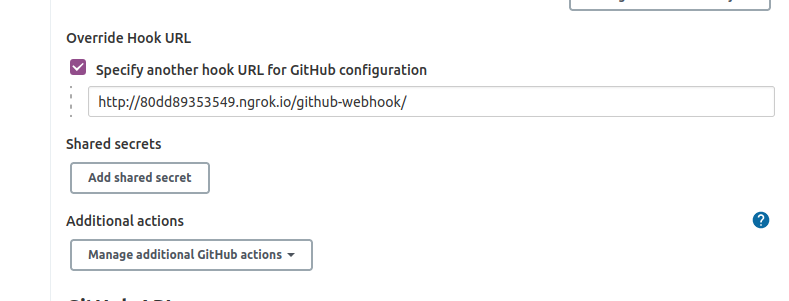 Override Hook URL
Specify another hook URL for GitHub configuration
http://80dd89353549.ngrok.io/github-webhook/
Shared secrets
Add shared secret
Additional actions
?
Manage additional GitHub actions